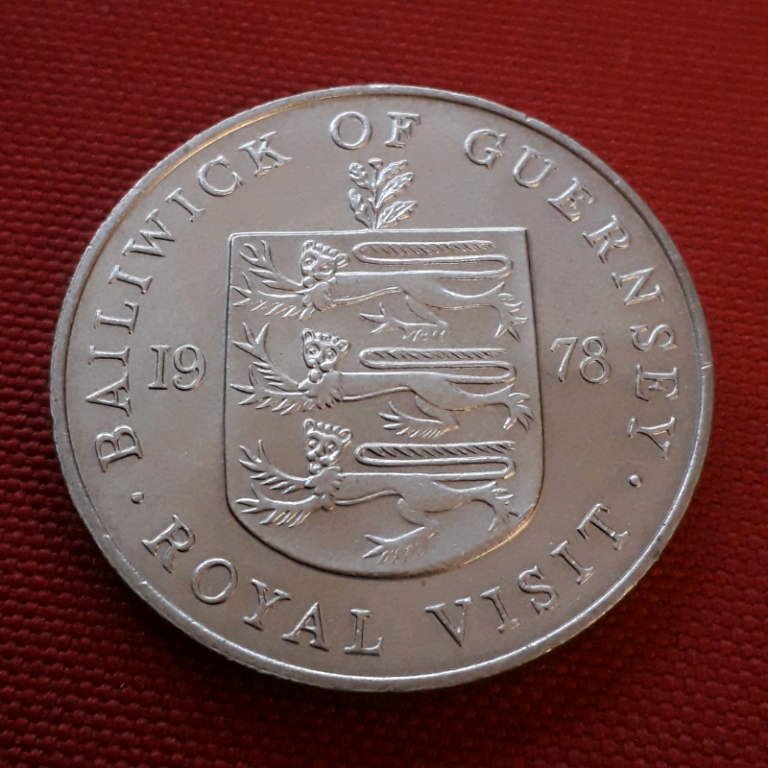 BAILIWICK OF GUERNSEY
19 78
· ROYAL VISIT ·